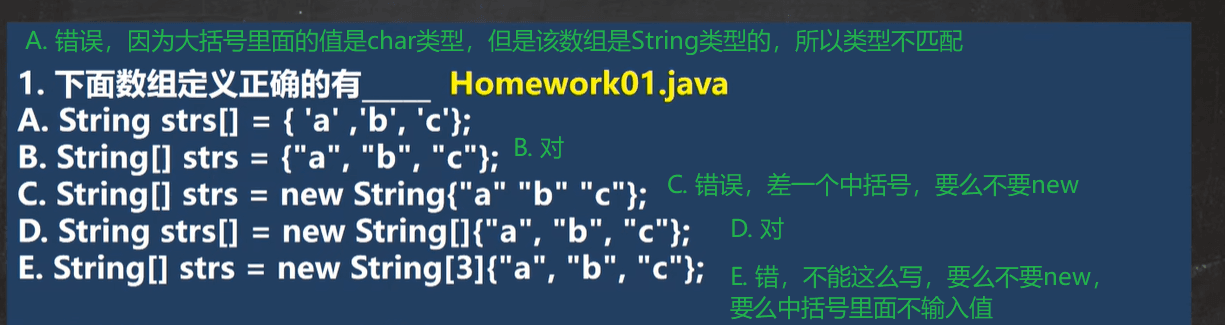 A. 错误，因为大括号里面的值是char类型，但是该数组是String类型的，所以类型不匹配
1. 下面数组定义正确的有_____ Homework01.java
A. String strs[] = { 'a' ,'b', 'c'};
B. String[] strs = {"a", "b", "c"}; B. 对
C. String[] strs = new String{"a" "b" "c"}; C. 错误，差一个中括号，要么不要new
D. String strs[] = new String[]{"a", "b", "c"}; D. 对
E. String[] strs = new String[3]{"a", "b", "c"}; E. 错，不能这么写，要么不要new，
要么中括号里面不输入值